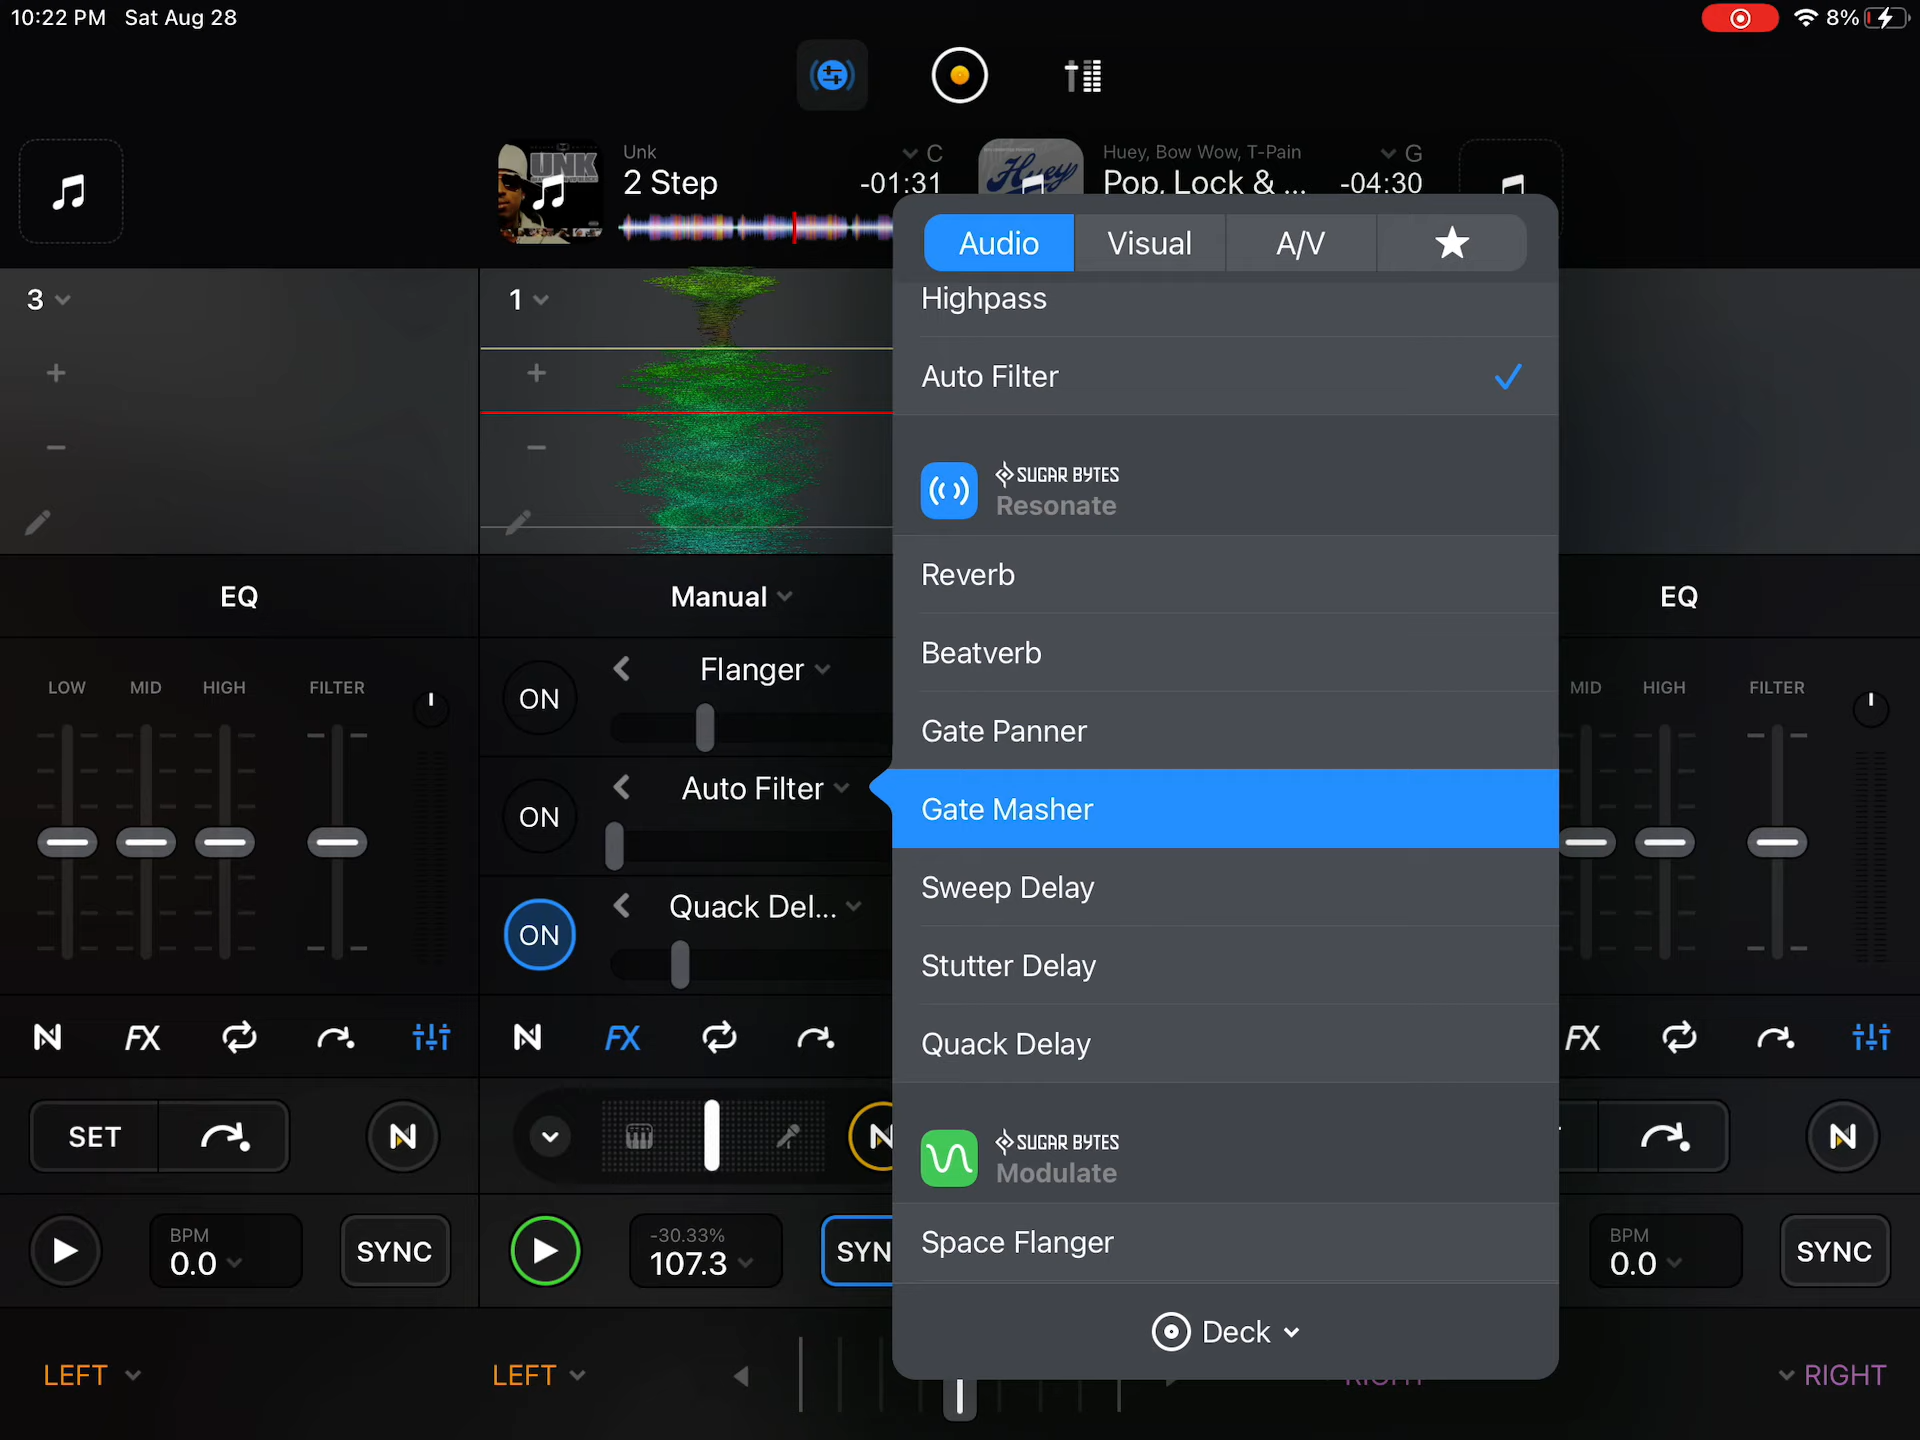 10:22 PM Sat Aug 28
8%
Unk
C
2 Step
-01:31
UNK
Huey, Bow Wow, T-Pain
G
Pop, Lock & ...
-04:30
Huey
Audio
Visual
A/V
Highpass
Auto Filter
SUGAR BYTES
Resonate
Reverb
Beatverb
Gate Panner
Gate Masher
Sweep Delay
Stutter Delay
Quack Delay
SUGAR BYTES
Modulate
Space Flanger
Deck
3
1
EQ
Manual
EQ
LOW MID HIGH FILTER
ON
Flanger
ON
Auto Filter
ON
Quack Del...
MID HIGH FILTER
FX
FX
FX
SET
BPM
0.0
SYNC
-30.33%
107.3
SYN
BPM
0.0
SYNC
LEFT
LEFT
RIGHT
RIGHT